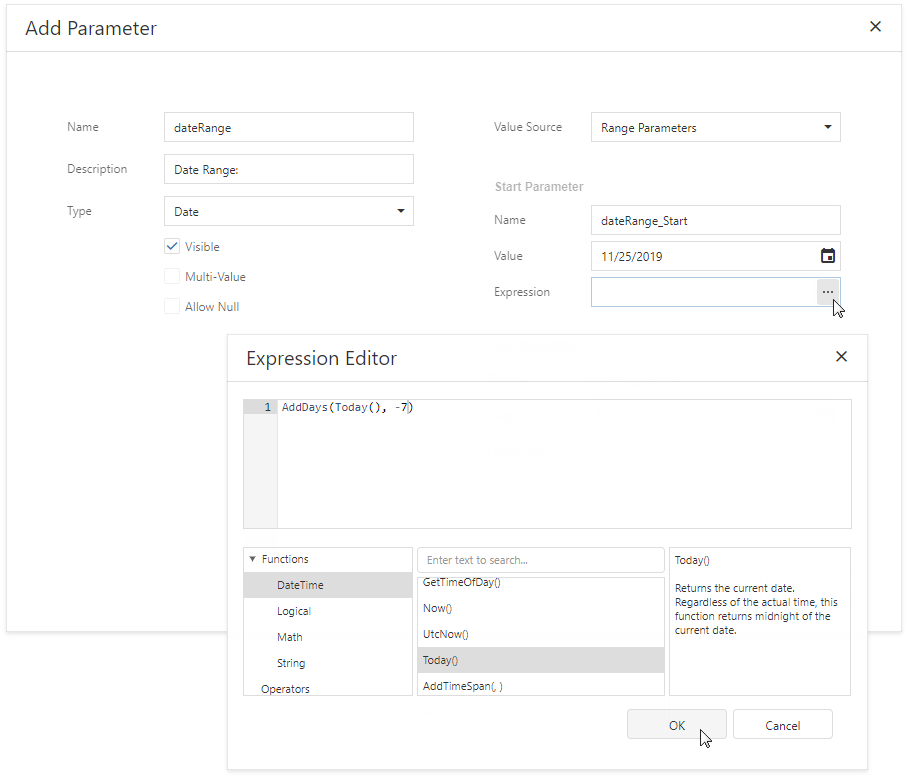 Add Parameter
Name
dateRange
Value Source
Range Parameters
Description
Date Range:
Type
Date
Start Parameter
Name
dateRange_Start
Visible
Value
11/25/2019
Multi-Value
Expression
...
Allow Null
Expression Editor
1 AddDays(Today(), -7)
Functions
DateTime
Logical
Math
String
Operators
Enter text to search...
GetTimeOfDay()
Now()
UtcNow()
Today()
AddTimeSpan(, )
Today()
Returns the current date.
Regardless of the actual time, this
function returns midnight of the
current date.
OK
Cancel